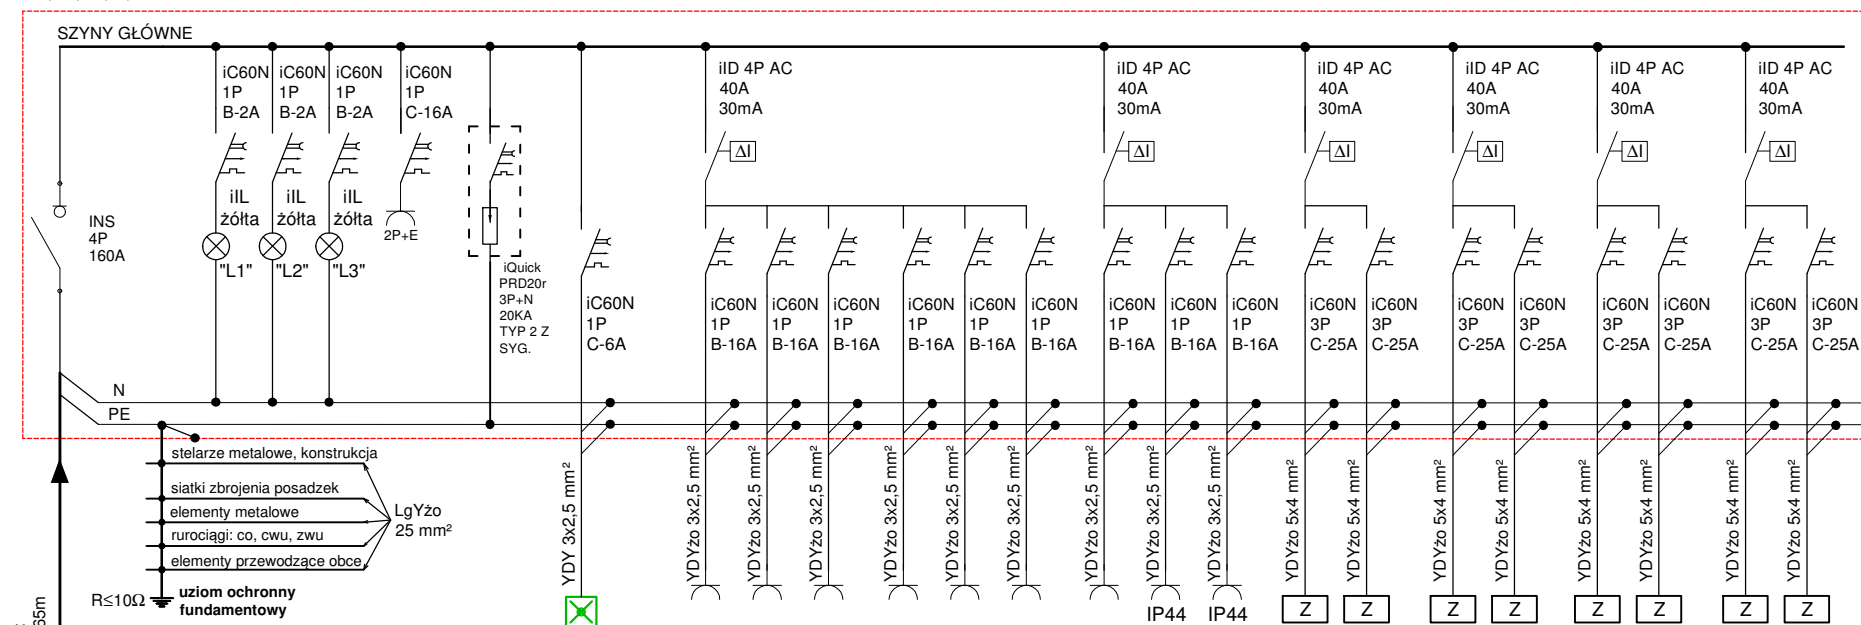 SZYNY GŁÓWNE
INS
4P
160A
iC60N
1P
B-2A
iC60N
1P
B-2A
iC60N
1P
B-2A
iC60N
1P
C-16A
iIL
żółta
iIL
żółta
iIL
żółta
"L1"
"L2"
"L3"
2P+E
iQuick
PRD20r
3P+N
20KA
TYP 2 Z
SYG.
iC60N
1P
C-6A
iID 4P AC
40A
30mA
ΔI
iC60N
1P
B-16A
iC60N
1P
B-16A
iC60N
1P
B-16A
iC60N
1P
B-16A
iC60N
1P
B-16A
iC60N
1P
B-16A
iID 4P AC
40A
30mA
ΔI
iC60N
1P
B-16A
iC60N
1P
B-16A
iC60N
1P
B-16A
iID 4P AC
40A
30mA
ΔI
iC60N
3P
C-25A
iC60N
3P
C-25A
iID 4P AC
40A
30mA
ΔI
iC60N
3P
C-25A
iC60N
3P
C-25A
iID 4P AC
40A
30mA
ΔI
iC60N
3P
C-25A
iC60N
3P
C-25A
iID 4P AC
40A
30mA
ΔI
iC60N
3P
C-25A
iC60N
3P
C-25A
N
PE
stelarze metalowe, konstrukcja
siatki zbrojenia posadzek
elementy metalowe
rurociągi: co, cwu, zwu
elementy przewodzące obce
LgYżo
25 mm²
R≤10Ω
uziom ochronny
fundamentowy
65m
YDY 3x2,5 mm²
YDYżo 3x2,5 mm²
YDYżo 3x2,5 mm²
YDYżo 3x2,5 mm²
YDYżo 3x2,5 mm²
YDYżo 3x2,5 mm²
YDYżo 3x2,5 mm²
YDYżo 3x2,5 mm²
YDYżo 3x2,5 mm²
YDYżo 3x2,5 mm²
YDYżo 5x4 mm²
YDYżo 5x4 mm²
YDYżo 5x4 mm²
YDYżo 5x4 mm²
YDYżo 5x4 mm²
YDYżo 5x4 mm²
YDYżo 5x4 mm²
YDYżo 5x4 mm²
IP44
IP44
Z
Z
Z
Z
Z
Z
Z
Z